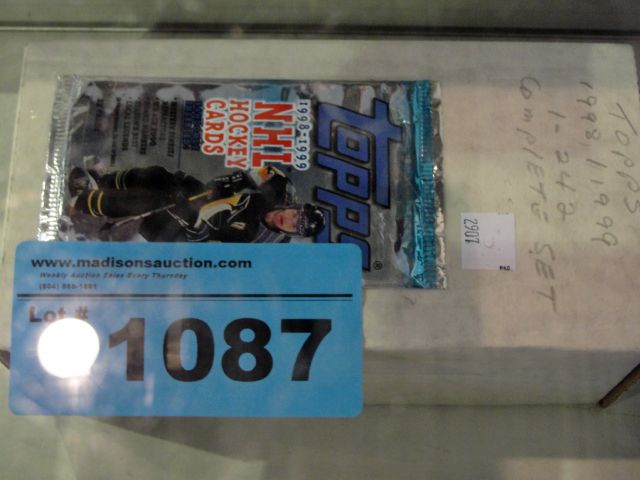 www.madisonsauction.com
Weekly Auction Sales Every Thursday
Lot #
1087
1998-1999
NHL
HOCKEY
CARDS
TOPPS
®
2907
TOPPS
1998/1999
1-242
COMPLETE SET